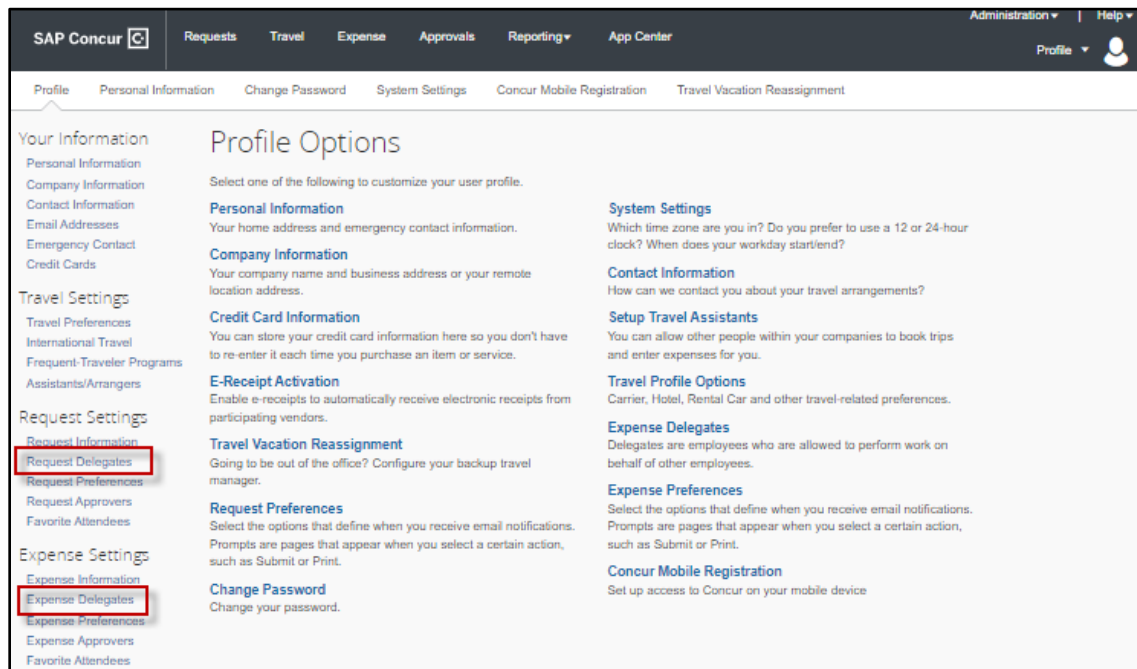 Administration ▾ | Help ▾
SAP Concur C Requests Travel Expense Approvals Reporting ▾ App Center
Profile ▾
Profile Personal Information Change Password System Settings Concur Mobile Registration Travel Vacation Reassignment
Your Information
Personal Information
Company Information
Contact Information
Email Addresses
Emergency Contact
Credit Cards
Travel Settings
Travel Preferences
International Travel
Frequent-Traveler Programs
Assistants/Arrangers
Request Settings
Request Information
Request Delegates
Request Preferences
Request Approvers
Favorite Attendees
Expense Settings
Expense Information
Expense Delegates
Expense Preferences
Expense Approvers
Favorite Attendees
Profile Options
Select one of the following to customize your user profile.
Personal Information
Your home address and emergency contact information.
Company Information
Your company name and business address or your remote
location address.
Credit Card Information
You can store your credit card information here so you don't have
to re-enter it each time you purchase an item or service.
E-Receipt Activation
Enable e-receipts to automatically receive electronic receipts from
participating vendors.
Travel Vacation Reassignment
Going to be out of the office? Configure your backup travel
manager.
Request Preferences
Select the options that define when you receive email notifications.
Prompts are pages that appear when you select a certain action,
such as Submit or Print.
Change Password
Change your password.
System Settings
Which time zone are you in? Do you prefer to use a 12 or 24-hour
clock? When does your workday start/end?
Contact Information
How can we contact you about your travel arrangements?
Setup Travel Assistants
You can allow other people within your companies to book trips
and enter expenses for you.
Travel Profile Options
Carrier, Hotel, Rental Car and other travel-related preferences.
Expense Delegates
Delegates are employees who are allowed to perform work on
behalf of other employees.
Expense Preferences
Select the options that define when you receive email notifications.
Prompts are pages that appear when you select a certain action,
such as Submit or Print.
Concur Mobile Registration
Set up access to Concur on your mobile device